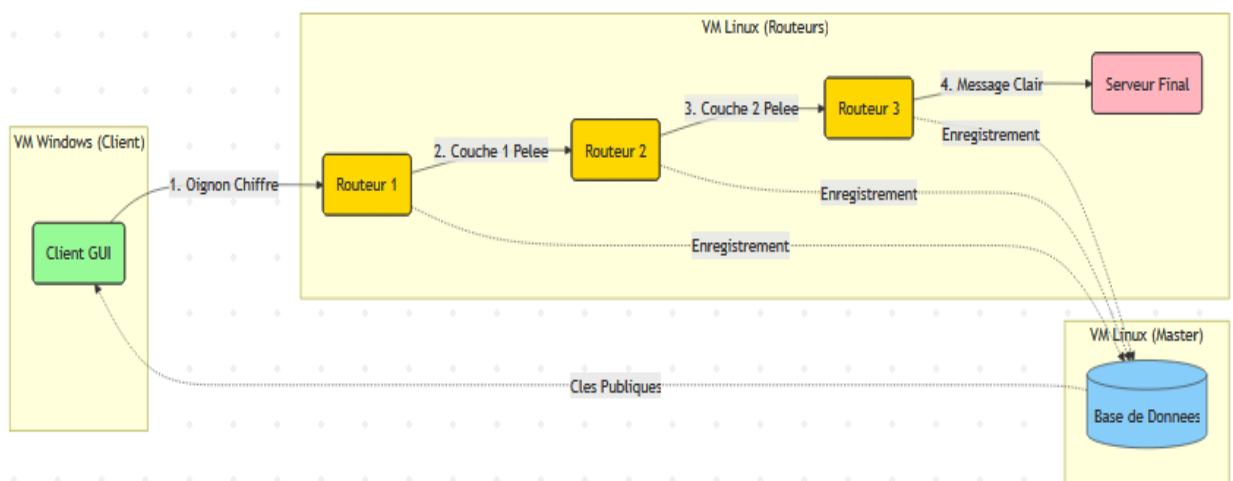 VM Linux (Routeurs)
4. Message Clair
Serveur Final
3. Couche 2 Pelee
Routeur 3
Enregistrement
VM Windows (Client)
2. Couche 1 Pelee
Routeur 2
1. Oignon Chiffre
Routeur 1
Enregistrement
Enregistrement
Client GUI
VM Linux (Master)
Cles Publiques
Base de Donnees